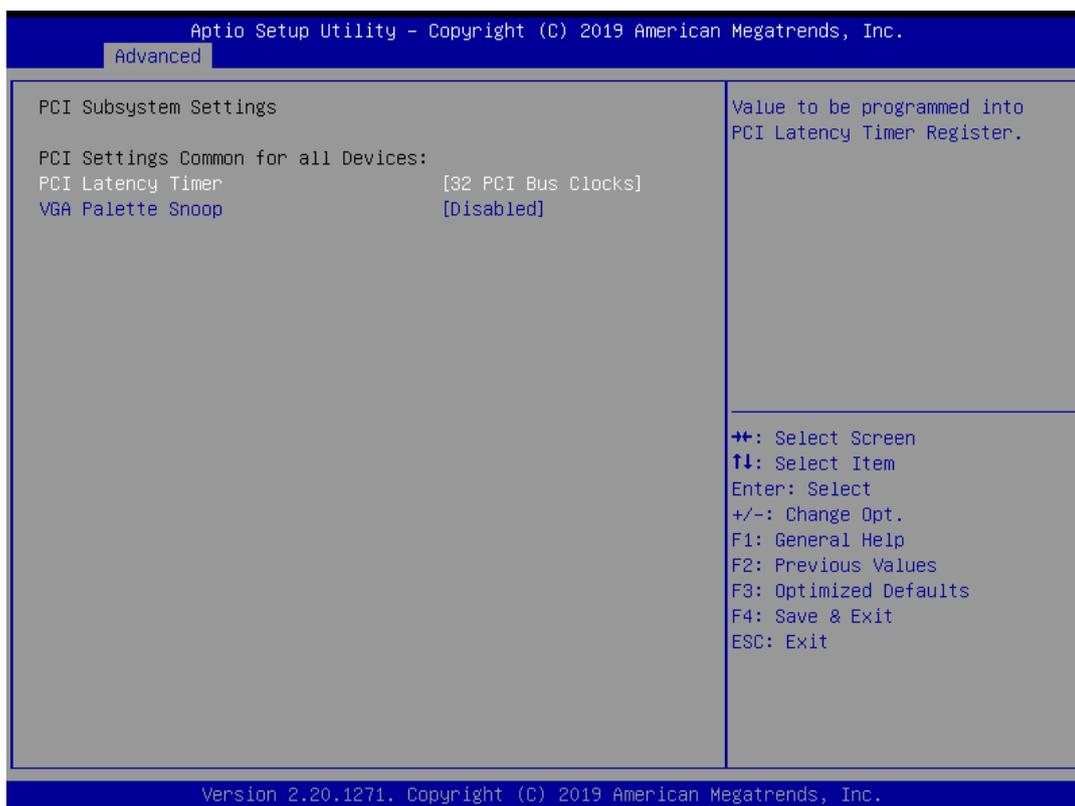 Aptio Setup Utility – Copyright (C) 2019 American Megatrends, Inc.
Advanced
PCI Subsystem Settings
PCI Settings Common for all Devices:
PCI Latency Timer [32 PCI Bus Clocks]
VGA Palette Snoop [Disabled]
Value to be programmed into
PCI Latency Timer Register.
→←: Select Screen
↑↓: Select Item
Enter: Select
+/-: Change Opt.
F1: General Help
F2: Previous Values
F3: Optimized Defaults
F4: Save & Exit
ESC: Exit
Version 2.20.1271. Copyright (C) 2019 American Megatrends, Inc.